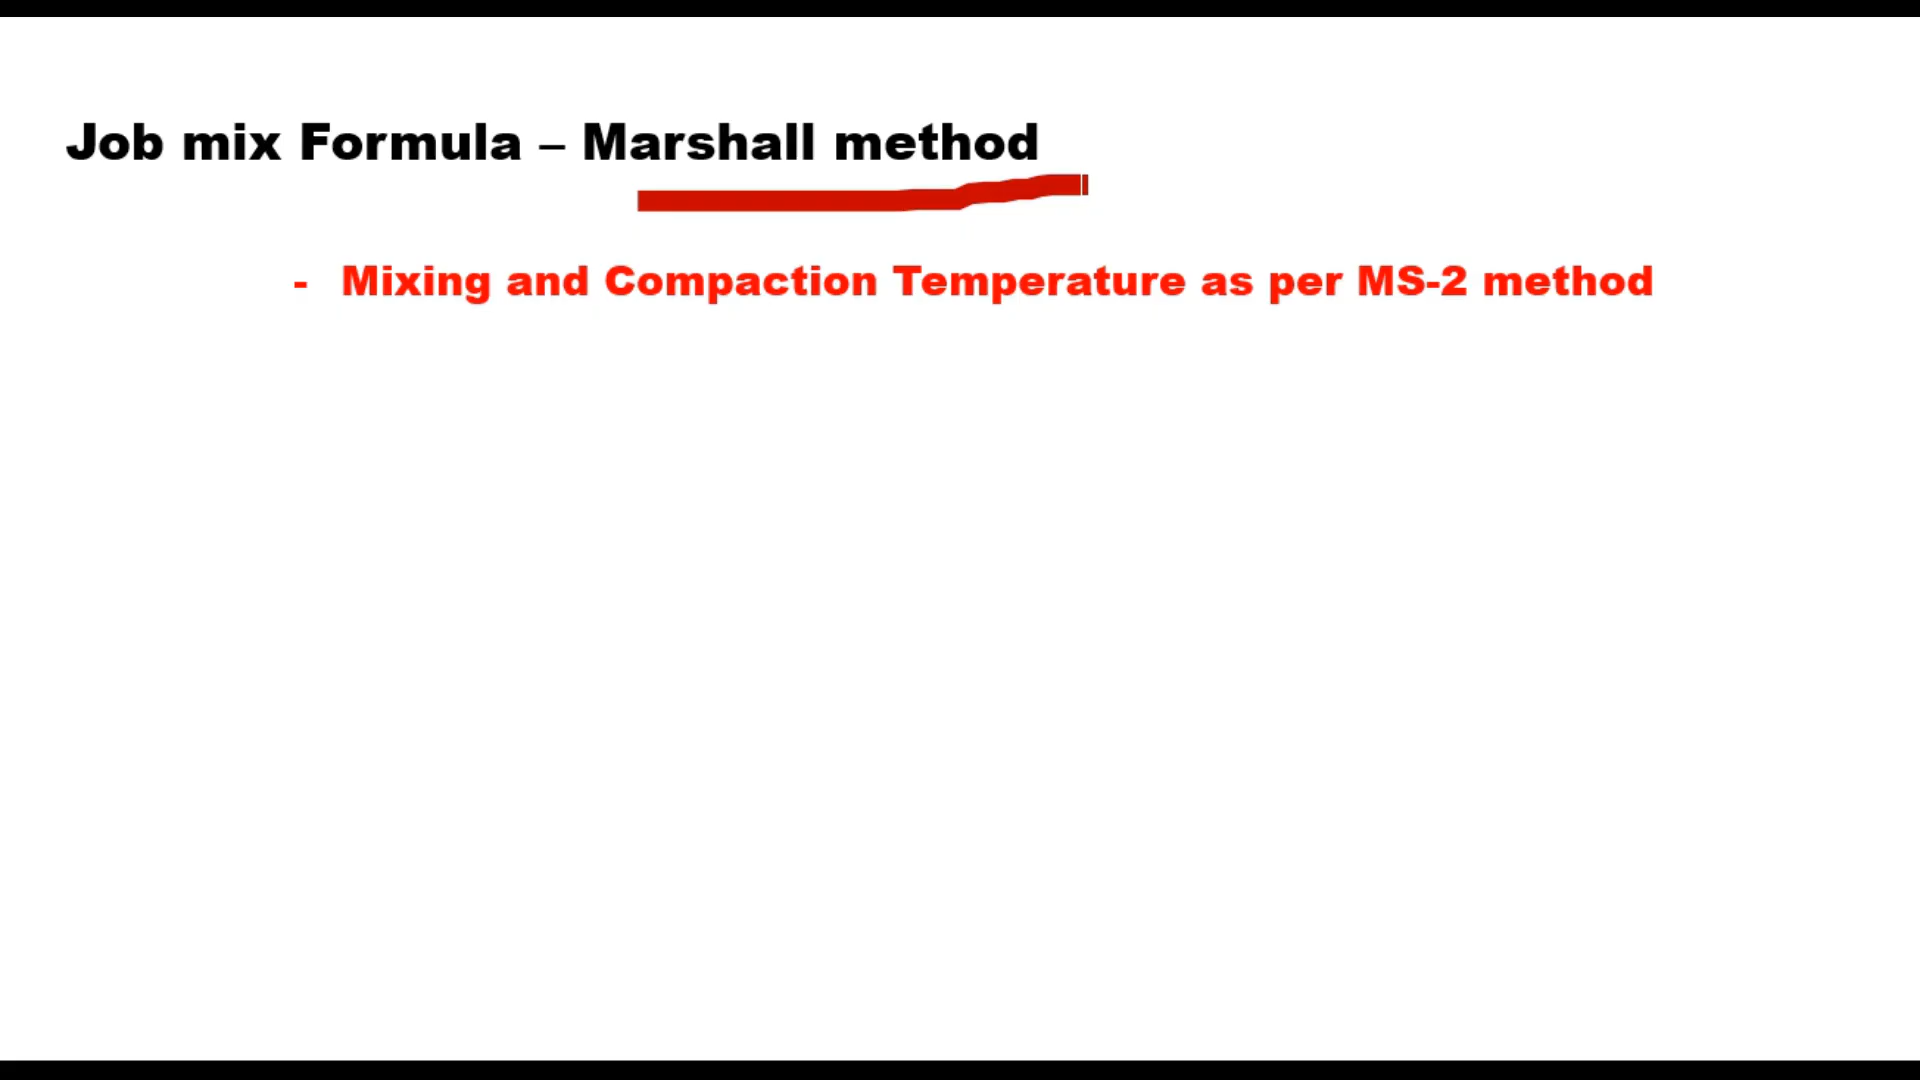 Job mix Formula – Marshall method
- Mixing and Compaction Temperature as per MS-2 method